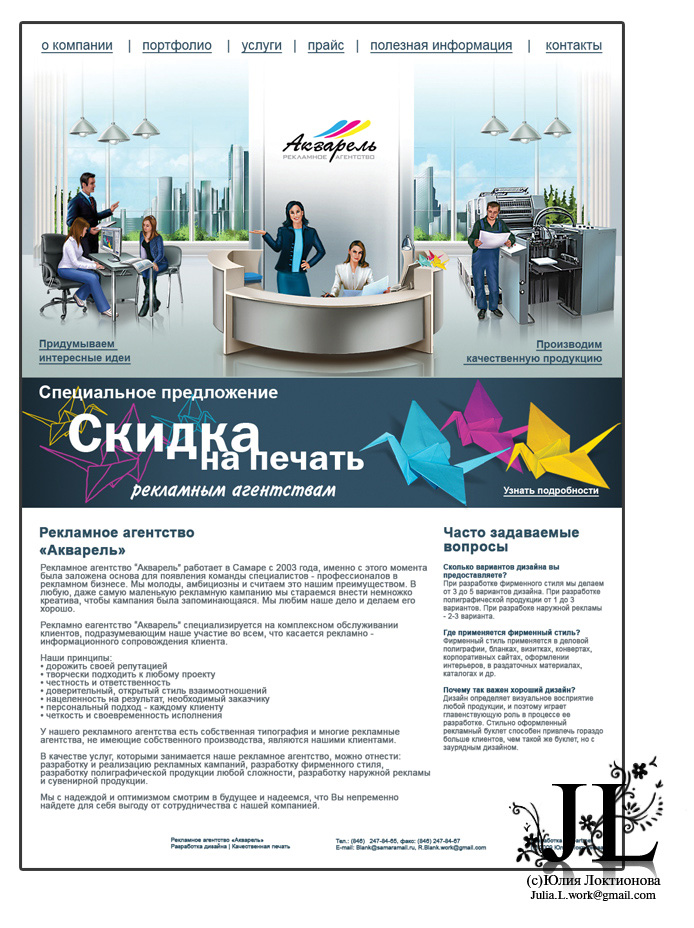 о компании | портфолио | услуги | прайс | полезная информация | контакты
Акварель
РЕКЛАМНОЕ АГЕНТСТВО
Придумываем
интересные идеи
Производим
качественную продукцию
Специальное предложение
Скидка
на печать
рекламным агентствам
Узнать подробности
Рекламное агентство
«Акварель»
Рекламное агентство "Акварель" работает в Самаре с 2003 года, именно с этого момента
была заложена основа для появления команды специалистов - профессионалов в
рекламном бизнесе. Мы молоды, амбициозны и считаем это нашим преимуществом. В
любую, даже самую маленькую рекламную кампанию мы стараемся внести немножко
креатива, чтобы кампания была запоминающаяся. Мы любим наше дело и делаем его
хорошо.
Рекламно еагентство "Акварель" специализируется на комплексном обслуживании
клиентов, подразумевающим наше участие во всем, что касается рекламно -
информационного сопровождения клиента.
Наши принципы:
• дорожить своей репутацией
• творчески подходить к любому проекту
• честность и ответственность
• доверительный, открытый стиль взаимоотношений
• нацеленность на результат, необходимый заказчику
• персональный подход - каждому клиенту
• четкость и своевременность исполнения
У нашего рекламного агентства есть собственная типография и многие рекламные
агентства, не имеющие собственного производства, являются нашими клиентами.
В качестве услуг, которыми занимается наше рекламное агентство, можно отнести:
разработку и реализацию рекламных кампаний, разработку фирменного стиля,
разработку полиграфической продукции любой сложности, разработку наружной рекламы
и сувенирной продукции.
Мы с надеждой и оптимизмом смотрим в будущее и надеемся, что Вы непременно
найдете для себя выгоду от сотрудничества с нашей компанией.
Часто задаваемые
вопросы
Сколько вариантов дизайна вы
предоставляете?
При разработке фирменного стиля мы делаем
от 3 до 5 вариантов дизайна. При разработке
полиграфической продукции от 1 до 3
вариантов. При разрабоке наружной рекламы
- 2-3 варианта.
Где применяется фирменный стиль?
Фирменный стиль применяется в деловой
полиграфии, бланках, визитках, конвертах,
корпоративных сайтах, оформлении
интерьеров, в раздаточных материалах,
каталогах и др.
Почему так важен хороший дизайн?
Дизайн определяет визуальное восприятие
любой продукции, и поэтому играет
главенствующую роль в процессе ее
разработке. Стильно оформленный
рекламный буклет способен привлечь гораздо
больше клиентов, чем такой же буклет, но с
заурядным дизайном.
Рекламное агентство «Акварель»
Разработка дизайна | Качественная печать
Тел.: (846) 247-84-66, факс: (846) 247-84-67
E-mail: Blank@samaramail.ru, R.Blank.work@gmail.com
JL
(c)Юлия Локтионова
Julia.L.work@gmail.com